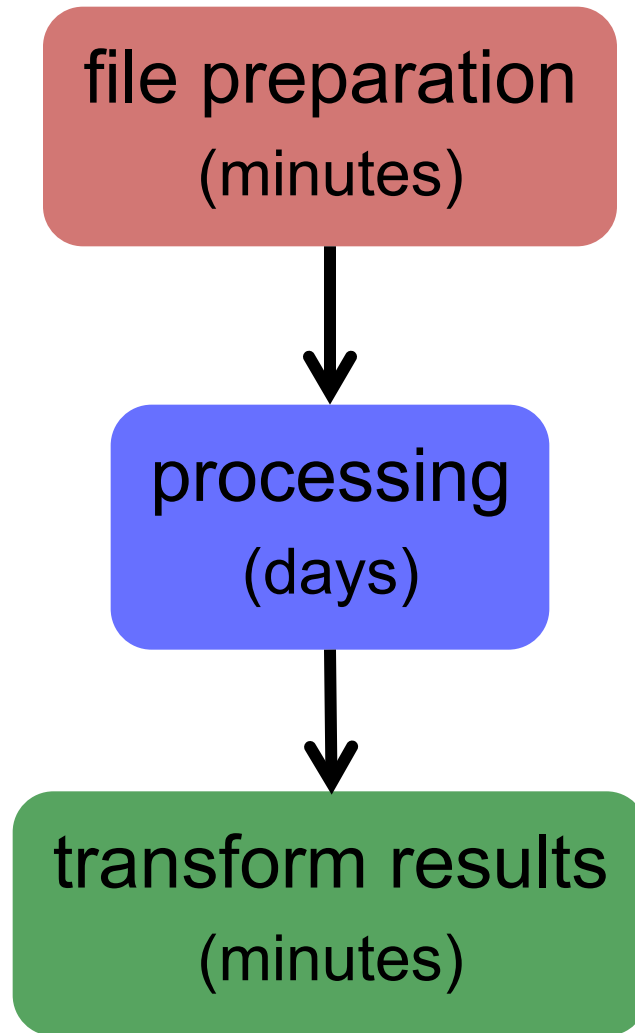 file preparation
(minutes)
processing
(days)
transform results
(minutes)